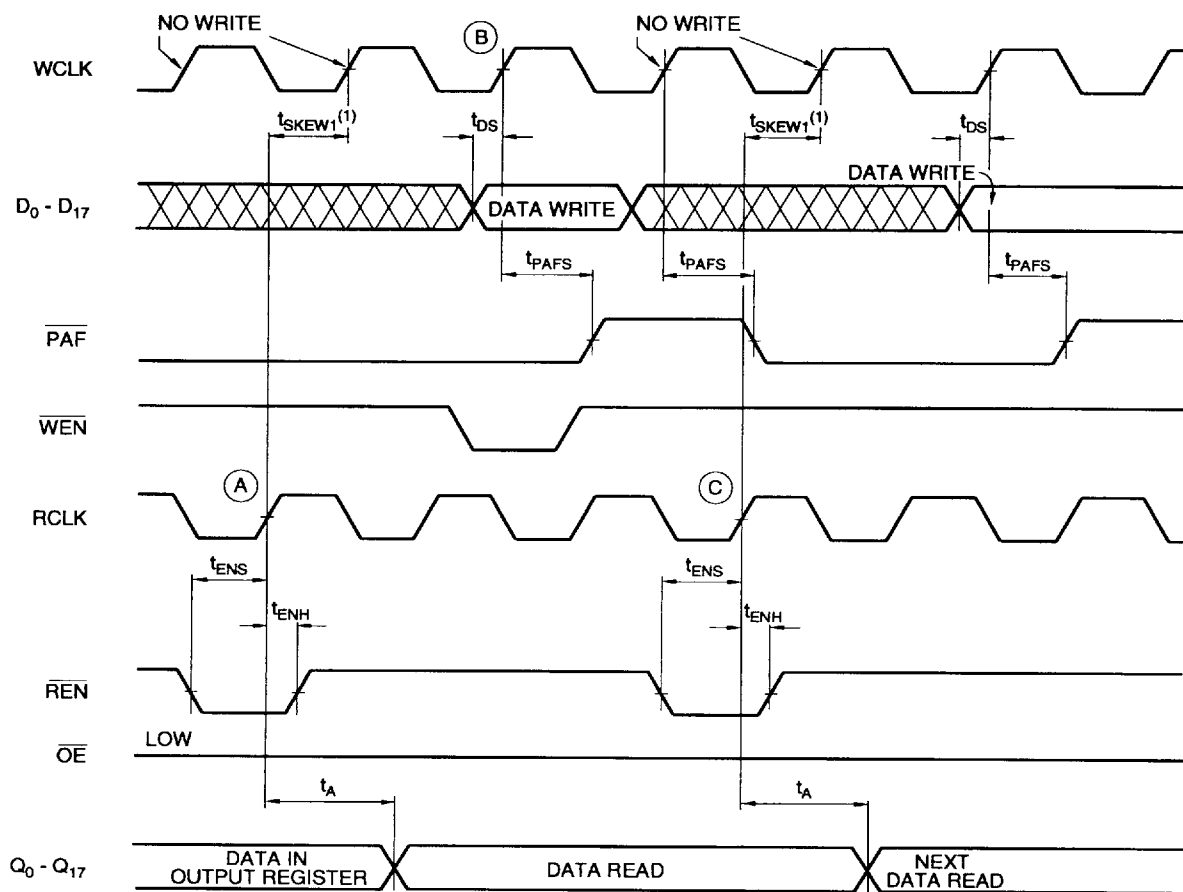 NO WRITE
B
NO WRITE
WCLK
tSKEW1(1)
tDS
tSKEW1(1)
tDS
DATA WRITE
D0 - D17
DATA WRITE
tPAFS
tPAFS
tPAFS
PAF
WEN
A
C
RCLK
tENS
tENS
tENH
tENH
REN
LOW
OE
tA
tA
Q0 - Q17
DATA IN
OUTPUT REGISTER
DATA READ
NEXT
DATA READ